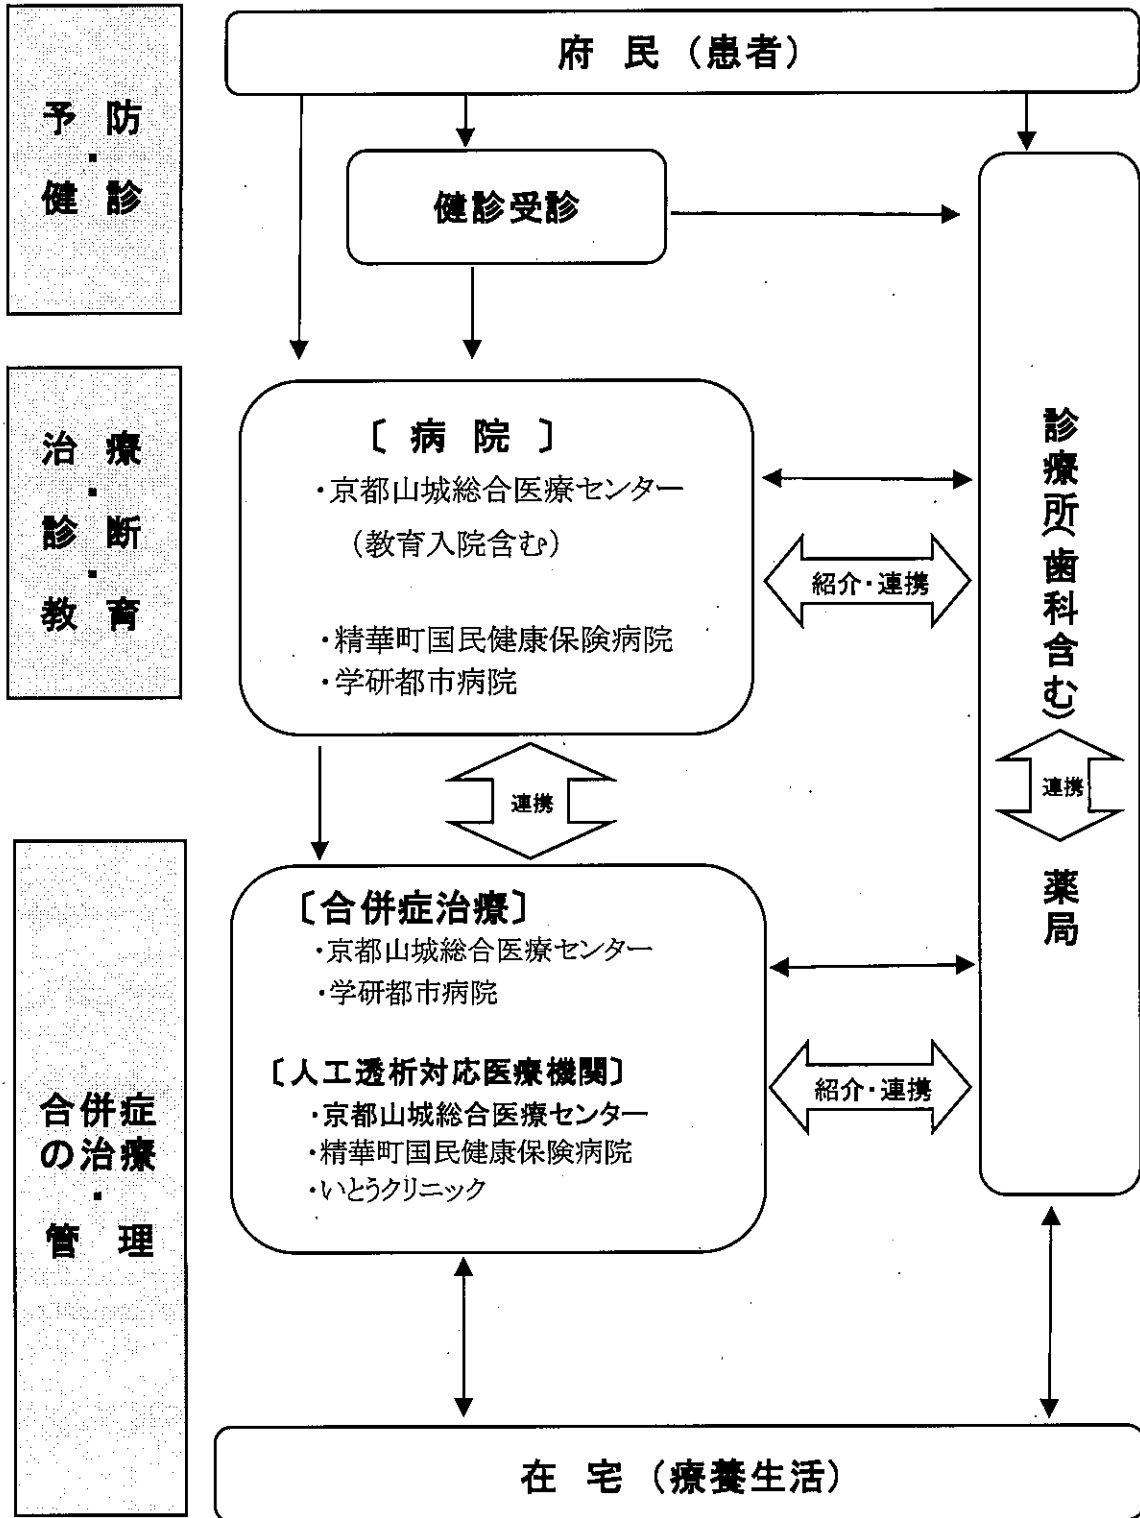 予 防
・
健 診
府 民 （患者）
健診受診
治 療
・
診 断
・
教 育
〔 病 院 〕
・京都山城総合医療センター
（教育入院含む）
・精華町国民健康保険病院
・学研都市病院
紹介・連携
診療所（歯科含む）
連携
薬局
連携
合併症
の治療
・
管 理
〔合併症治療〕
・京都山城総合医療センター
・学研都市病院
〔人工透析対応医療機関〕
・京都山城総合医療センター
・精華町国民健康保険病院
・いとうクリニック
紹介・連携
在 宅 （療養生活）